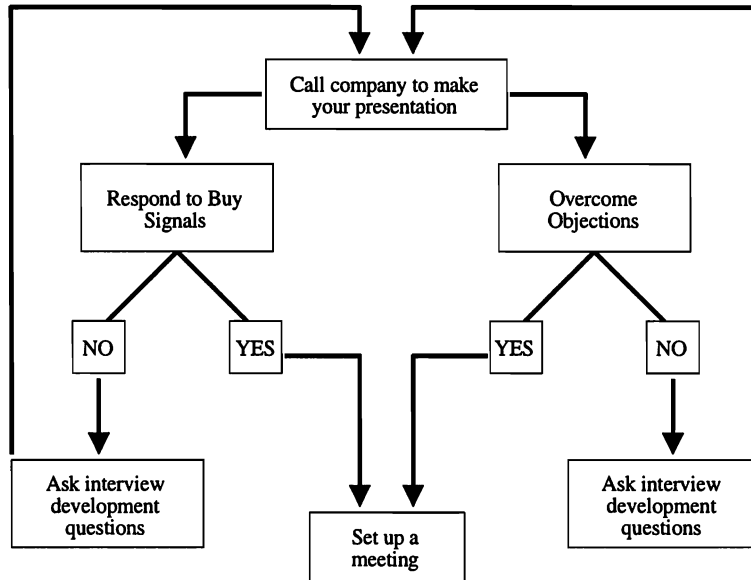 Call company to make
your presentation
Respond to Buy
Signals
Overcome
Objections
NO
YES
YES
NO
Ask interview
development
questions
Set up a
meeting
Ask interview
development
questions